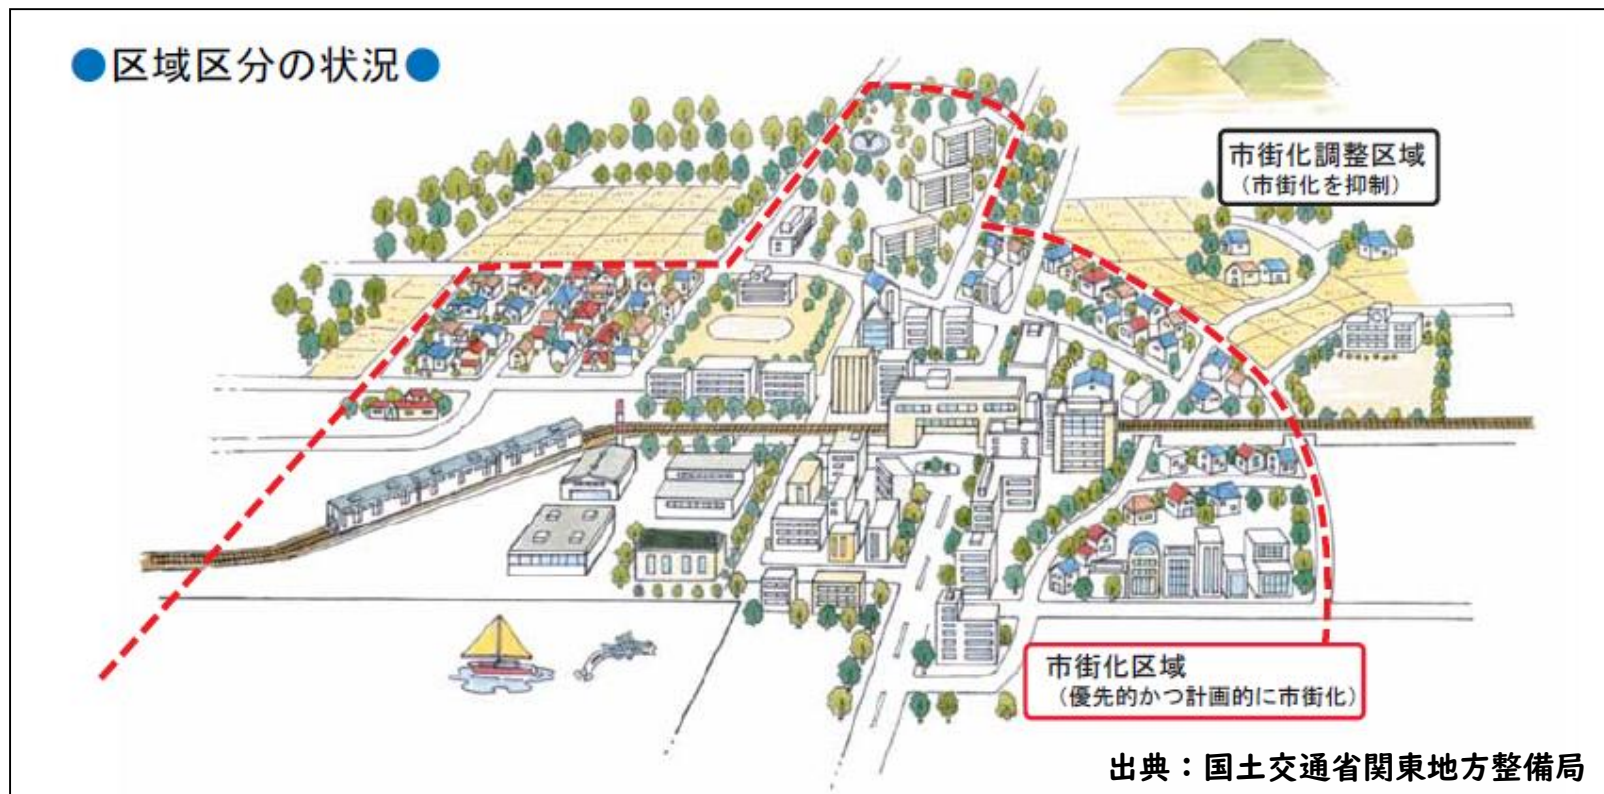 ●区域区分の状況●
市街化調整区域
（市街化を抑制）
市街化区域
（優先的かつ計画的に市街化）
出典：国土交通省関東地方整備局